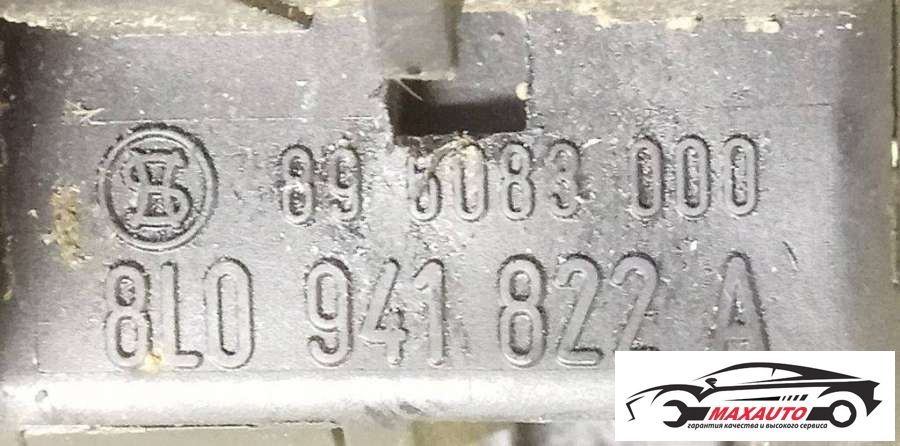 89 6083 000
8L0 941 822 A
MAXAUTO
гарантия качества и высокого сервиса